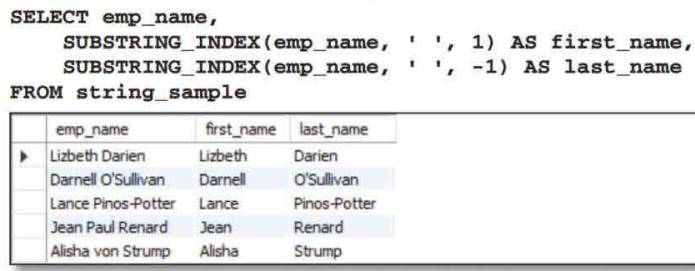 SELECT emp_name,
SUBSTRING_INDEX(emp_name, ' ', 1) AS first_name,
SUBSTRING_INDEX(emp_name, ' ', -1) AS last_name
FROM string_sample
emp_name first_name last_name
Lizbeth Darien Lizbeth Darien
Darnell O'Sullivan Darnell O'Sullivan
Lance Pinos-Potter Lance Pinos-Potter
Jean Paul Renard Jean Renard
Alisha von Strump Alisha Strump